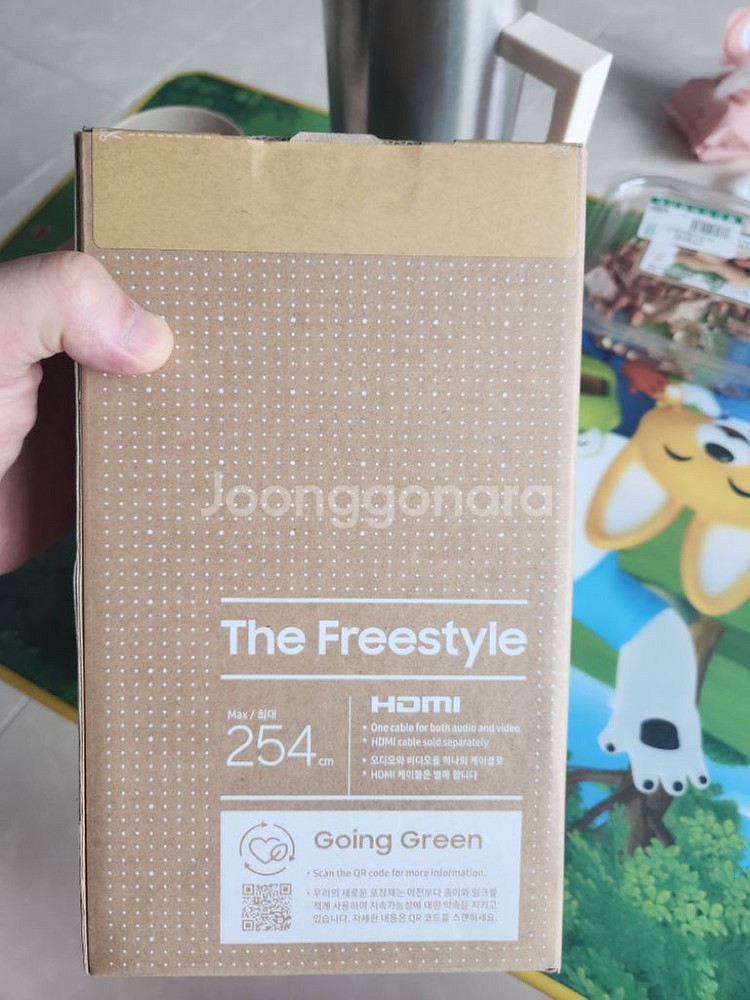 Joonggonara
The Freestyle
Max / 최대
254 cm
HDMI
• One cable for both audio and video
• HDMI cable sold separately
• 오디오와 비디오를 하나의 케이블로
• HDMI 케이블은 별매 합니다
Going Green
• Scan the QR code for more information.
• 우리의 새로운 포장재는 이전보다 종이와 잉크를
적게 사용하여 지속가능성에 대한 약속을 지키고
있습니다. 자세한 내용은 QR 코드를 스캔하세요.